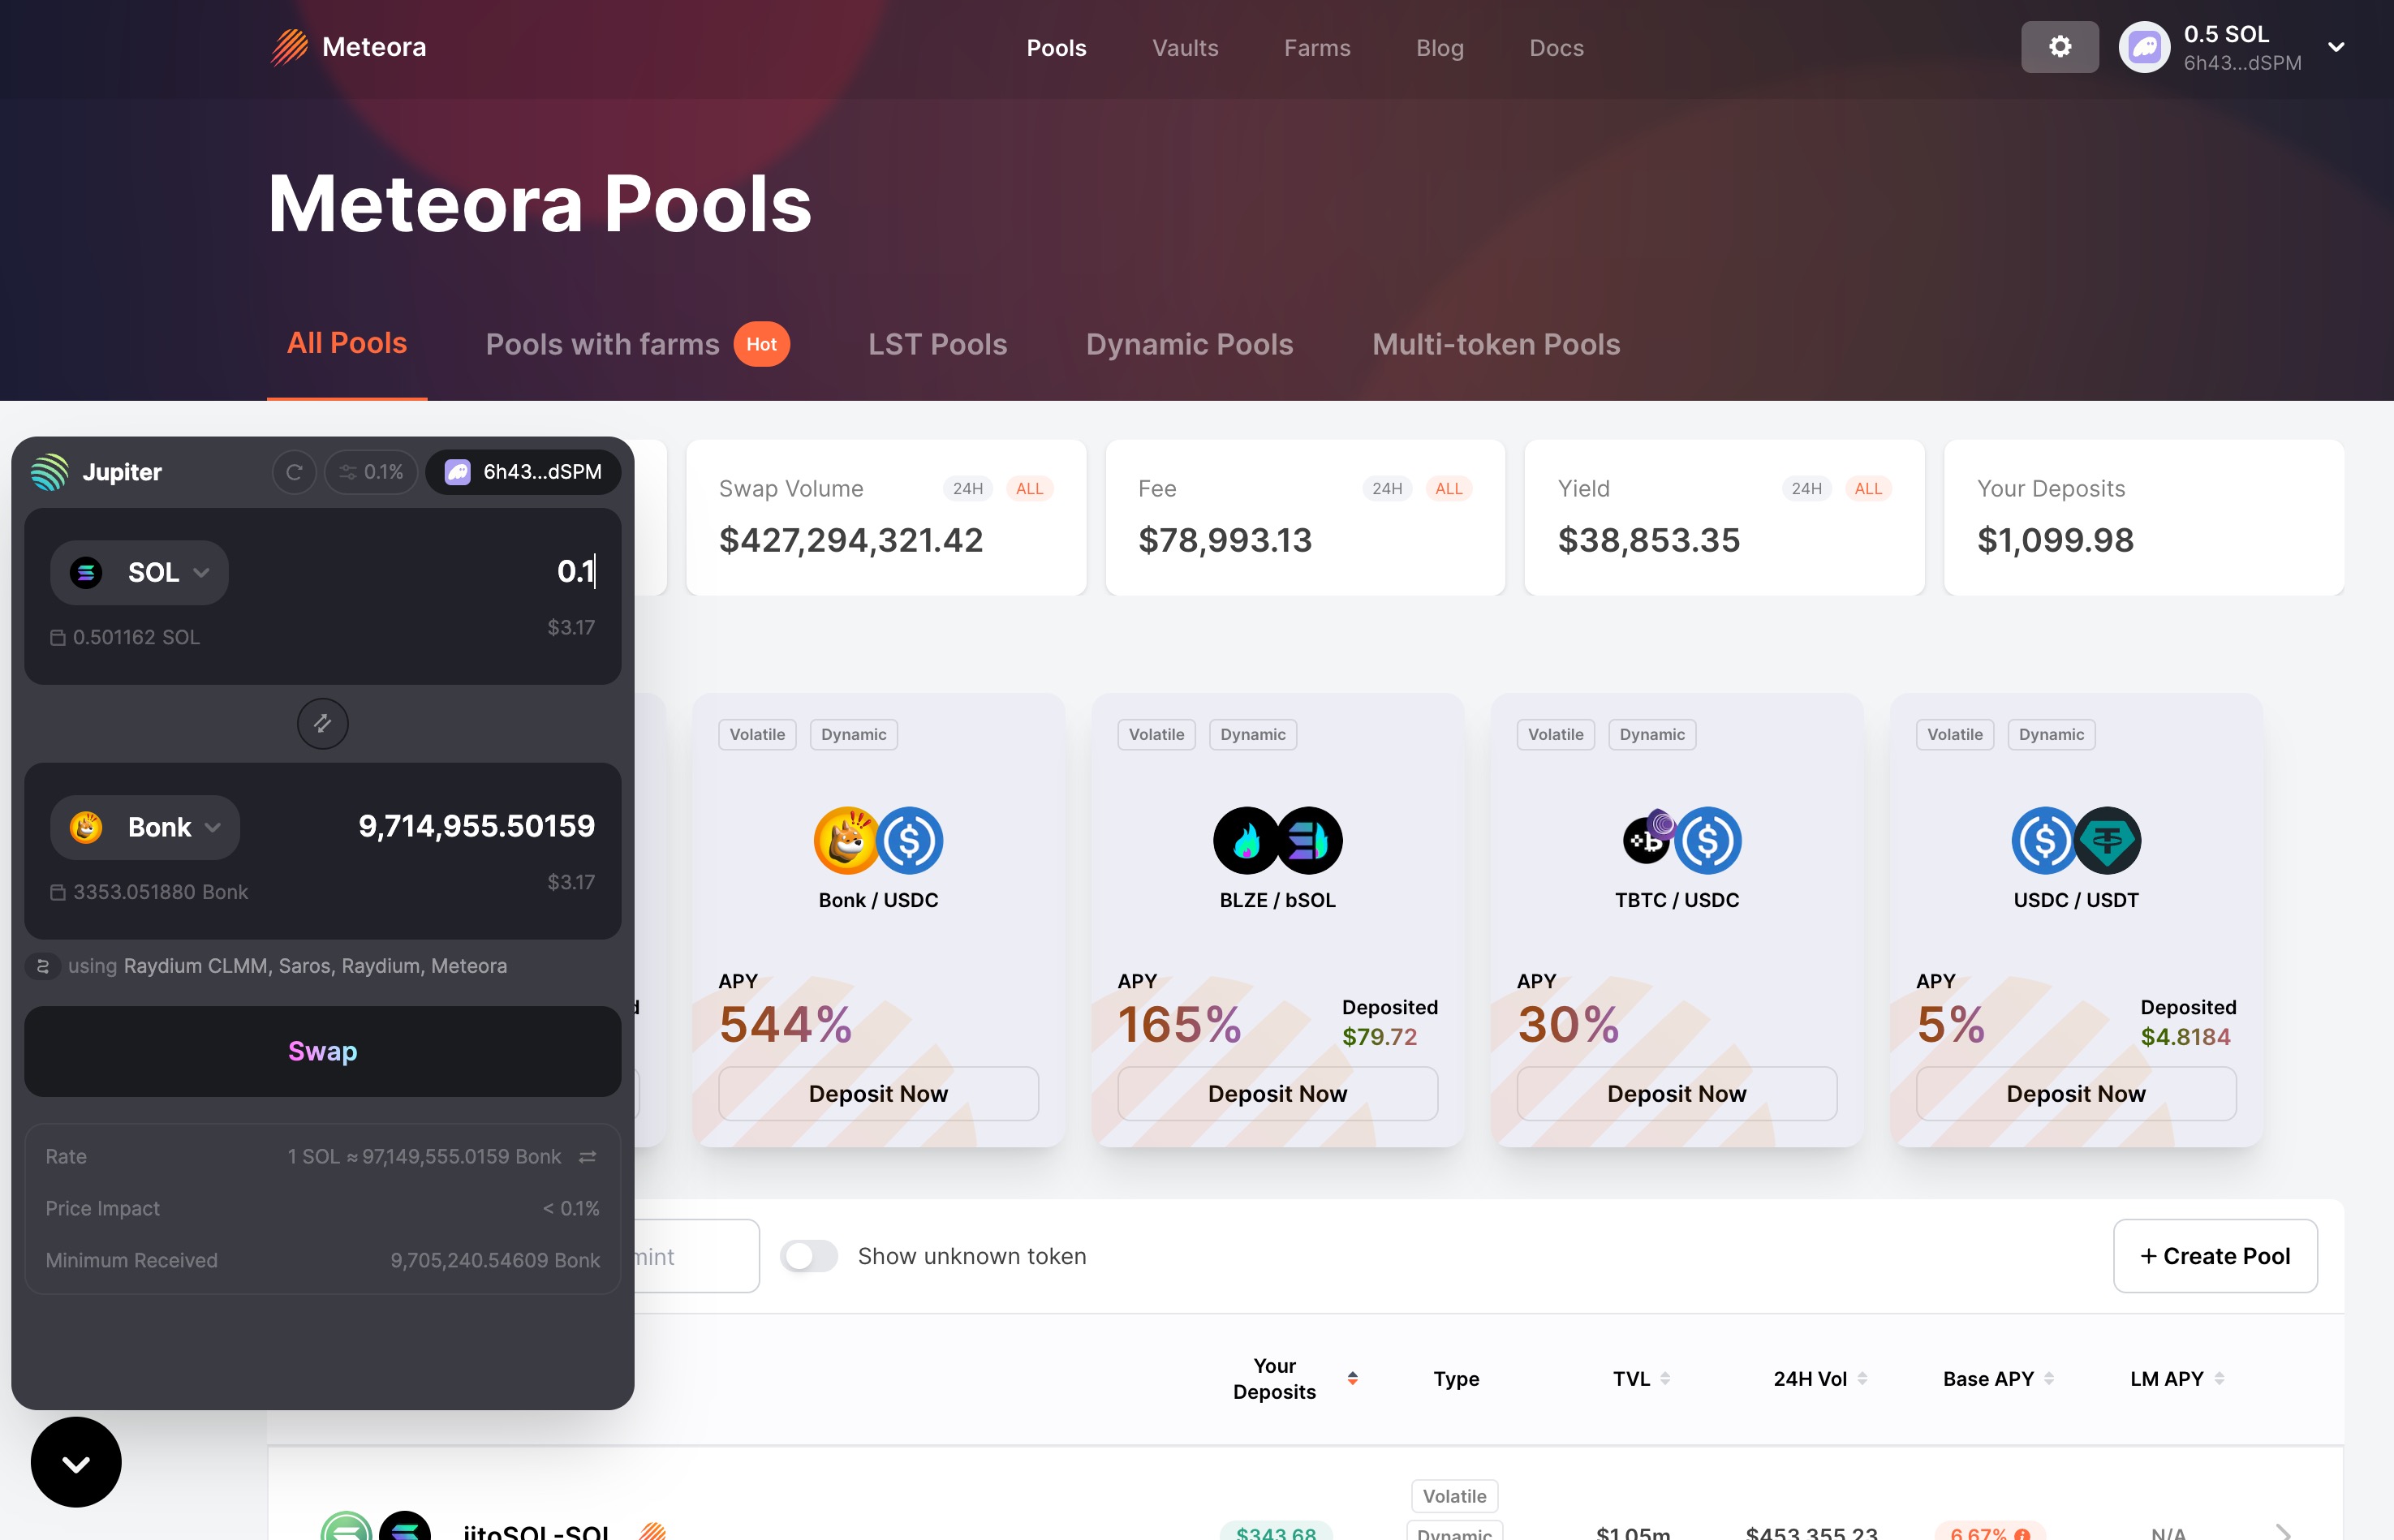 Meteora
Pools Vaults Farms Blog Docs
0.5 SOL
6h43...dSPM
Meteora Pools
All Pools Pools with farms Hot LST Pools Dynamic Pools Multi-token Pools
Jupiter 0.1% 6h43...dSPM
SOL 0.1
0.501162 SOL $3.17
Bonk 9,714,955.50159
3353.051880 Bonk $3.17
using Raydium CLMM, Saros, Raydium, Meteora
Swap
Rate 1 SOL ≈ 97,149,555.0159 Bonk
Price Impact < 0.1%
Minimum Received 9,705,240.54609 Bonk
Swap Volume 24H ALL
$427,294,321.42
Fee 24H ALL
$78,993.13
Yield 24H ALL
$38,853.35
Your Deposits
$1,099.98
Volatile Dynamic
Bonk / USDC
APY
544%
Deposit Now
Volatile Dynamic
BLZE / bSOL
APY
165%
Deposited
$79.72
Deposit Now
Volatile Dynamic
TBTC / USDC
APY
30%
Deposit Now
Volatile Dynamic
USDC / USDT
APY
5%
Deposited
$4.8184
Deposit Now
mint
Show unknown token
+ Create Pool
Your
Deposits
Type TVL 24H Vol Base APY LM APY
Volatile
Dynamic
jitoSOL-SOL $343.68 $1.05m $453,355.23 6.67% N/A